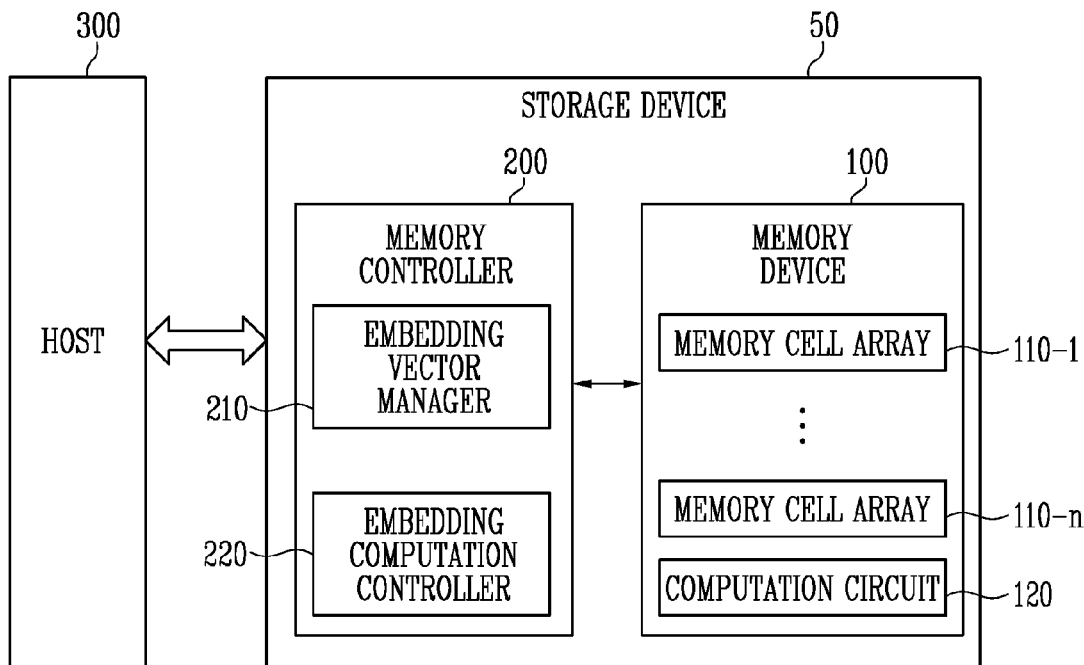 300
50
STORAGE DEVICE
200
100
MEMORY
CONTROLLER
MEMORY
DEVICE
HOST
EMBEDDING
VECTOR
MANAGER
210
MEMORY CELL ARRAY
110-1
EMBEDDING
COMPUTATION
CONTROLLER
220
MEMORY CELL ARRAY
110-n
COMPUTATION CIRCUIT
120